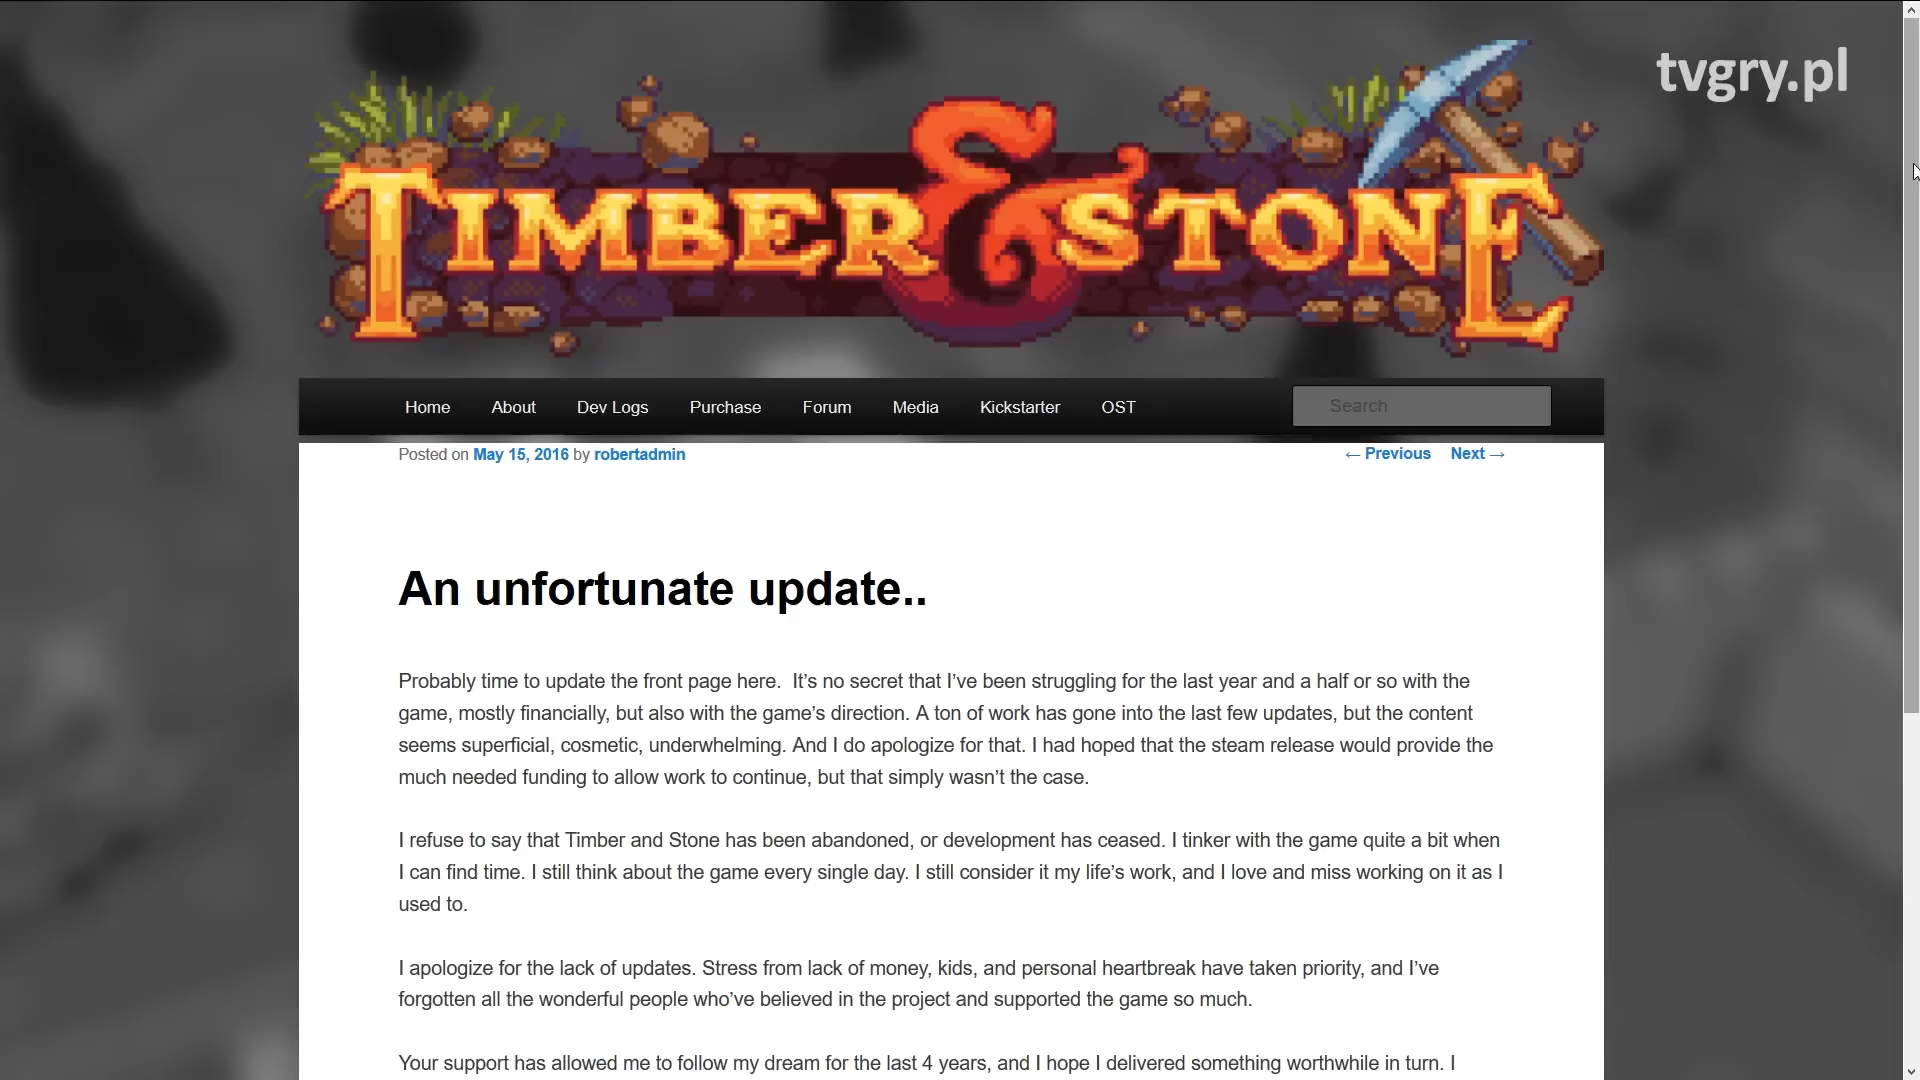 tvgry.pl
TIMBER & STONE
Home About Dev Logs Purchase Forum Media Kickstarter OST Search
Posted on May 15, 2016 by robertadmin ← Previous Next →
An unfortunate update..
Probably time to update the front page here.  It’s no secret that I’ve been struggling for the last year and a half or so with the
game, mostly financially, but also with the game’s direction. A ton of work has gone into the last few updates, but the content
seems superficial, cosmetic, underwhelming. And I do apologize for that. I had hoped that the steam release would provide the
much needed funding to allow work to continue, but that simply wasn’t the case.
I refuse to say that Timber and Stone has been abandoned, or development has ceased. I tinker with the game quite a bit when
I can find time. I still think about the game every single day. I still consider it my life’s work, and I love and miss working on it as I
used to.
I apologize for the lack of updates. Stress from lack of money, kids, and personal heartbreak have taken priority, and I’ve
forgotten all the wonderful people who’ve believed in the project and supported the game so much.
Your support has allowed me to follow my dream for the last 4 years, and I hope I delivered something worthwhile in turn. I